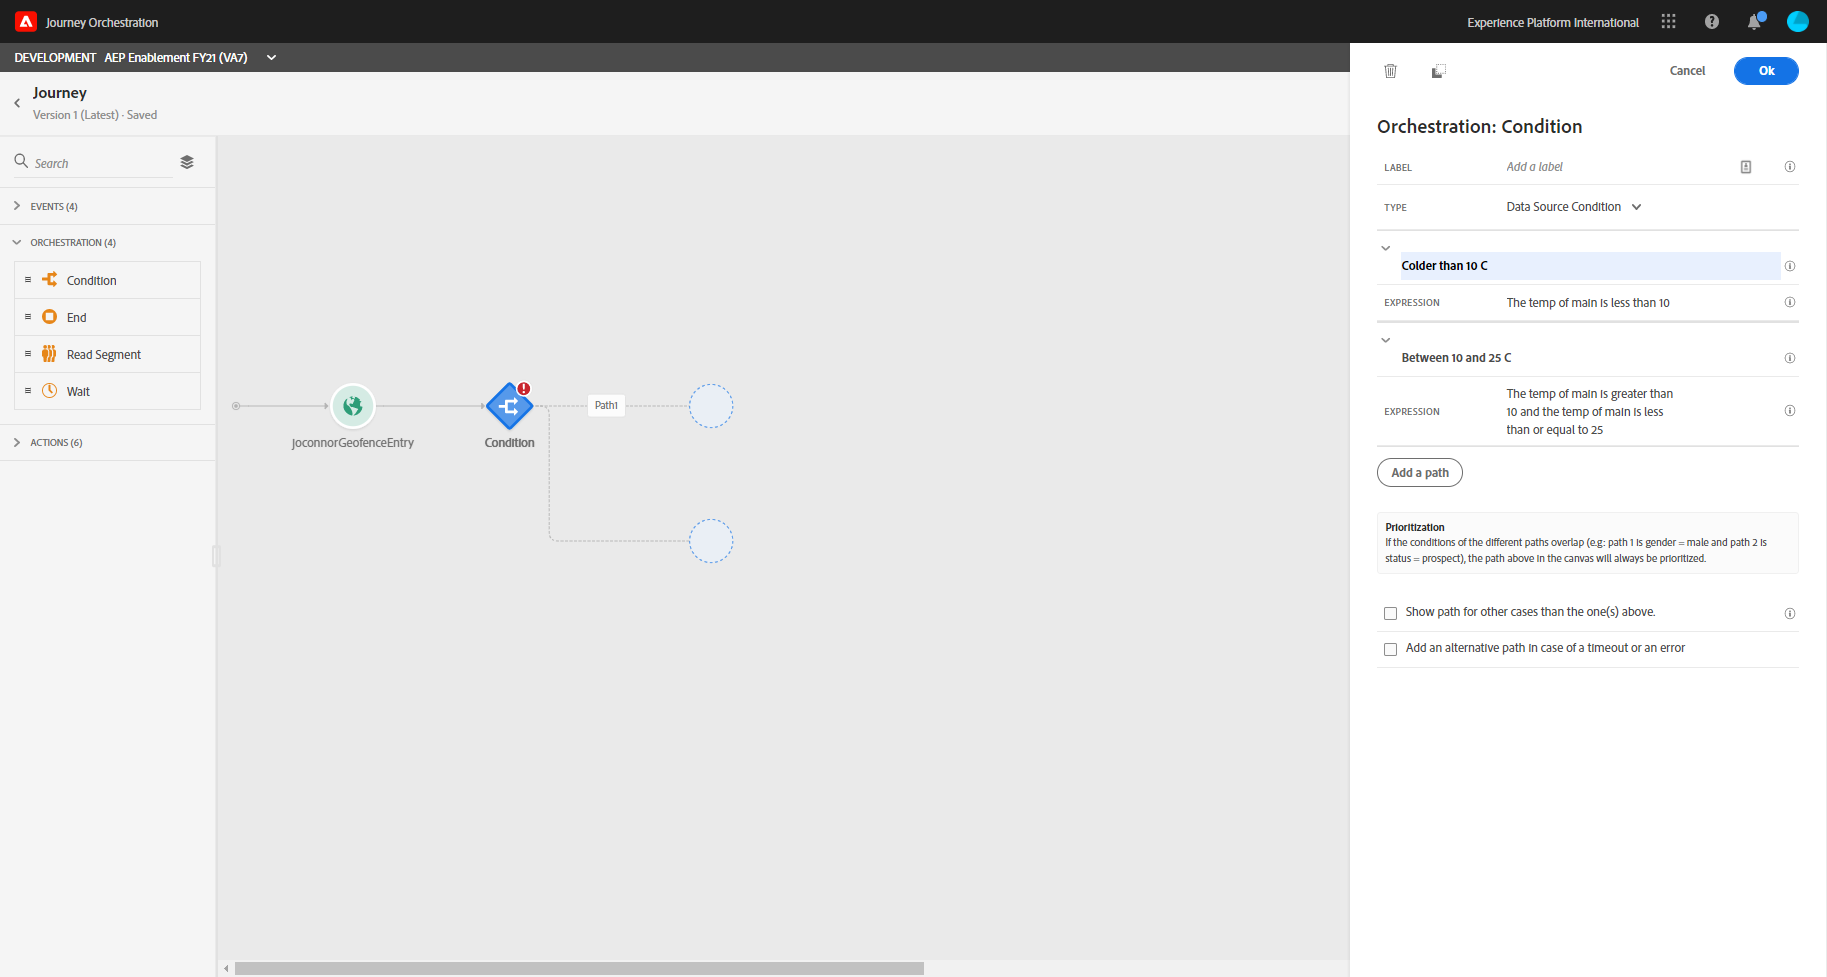 Journey Orchestration
Experience Platform International
DEVELOPMENT AEP Enablement FY21 (VA7)
Journey
Version 1 (Latest) · Saved
Search
EVENTS (4)
ORCHESTRATION (4)
Condition
End
Read Segment
Wait
ACTIONS (6)
JoconnorGeofenceEntry
Condition
Path1
Cancel
Ok
Orchestration: Condition
LABEL
Add a label
TYPE
Data Source Condition
Colder than 10 C
EXPRESSION
The temp of main is less than 10
Between 10 and 25 C
EXPRESSION
The temp of main is greater than
10 and the temp of main is less
than or equal to 25
Add a path
Prioritization
If the conditions of the different paths overlap (e.g: path 1 is gender = male and path 2 is
status = prospect), the path above in the canvas will always be prioritized.
Show path for other cases than the one(s) above.
Add an alternative path in case of a timeout or an error